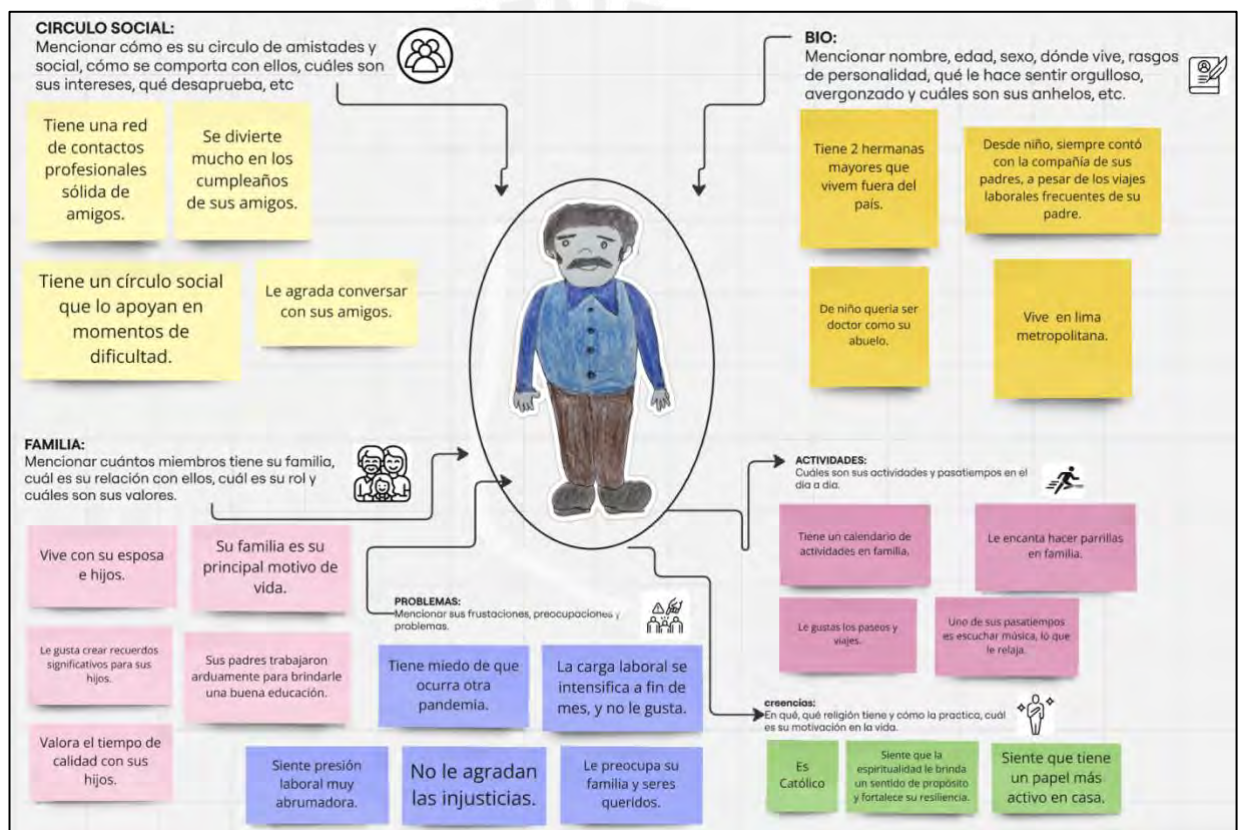 CIRCULO SOCIAL:
Mencionar cómo es su circulo de amistades y
social, cómo se comporta con ellos, cuáles son
sus intereses, qué desaprueba, etc
Tiene una red
de contactos
profesionales
sólida de
amigos.
Se divierte
mucho en los
cumpleaños
de sus amigos.
Tiene un círculo social
que lo apoyan en
momentos de
dificultad.
Le agrada conversar
con sus amigos.
BIO:
Mencionar nombre, edad, sexo, dónde vive, rasgos
de personalidad, qué le hace sentir orgulloso,
avergonzado y cuáles son sus anhelos, etc.
Tiene 2 hermanas
mayores que
vivem fuera del
país.
Desde niño, siempre contó
con la compañía de sus
padres, a pesar de los viajes
laborales frecuentes de su
padre.
De niño queria ser
doctor como su
abuelo.
Vive en lima
metropolitana.
FAMILIA:
Mencionar cuántos miembros tiene su familia,
cuál es su relación con ellos, cuál es su rol y
cuáles son sus valores.
Vive con su esposa
e hijos.
Su familia es su
principal motivo de
vida.
Le gusta crear recuerdos
significativos para sus
hijos.
Sus padres trabajaron
arduamente para brindarle
una buena educación.
Valora el tiempo de
calidad con sus
hijos.
PROBLEMAS:
Mencionar sus frustaciones, preocupaciones y
problemas.
Tiene miedo de que
ocurra otra
pandemia.
La carga laboral se
intensifica a fin de
mes, y no le gusta.
Siente presión
laboral muy
abrumadora.
No le agradan
las injusticias.
Le preocupa su
familia y seres
queridos.
ACTIVIDADES:
Cuáles son sus actividades y pasatiempos en el
dia a dia.
Tiene un calendario de
actividades en familia.
Le encanta hacer parrillas
en familia.
Le gustas los paseos y
viajes.
Uno de sus pasatiempos
es escuchar música, lo que
le relaja.
creencias:
En qué, qué religión tiene y cómo la practica, cuál
es su motivación en la vida.
Es
Católico
Siente que la
espiritualidad le brinda
un sentido de propósito
y fortalece su resiliencia.
Siente que tiene
un papel más
activo en casa.